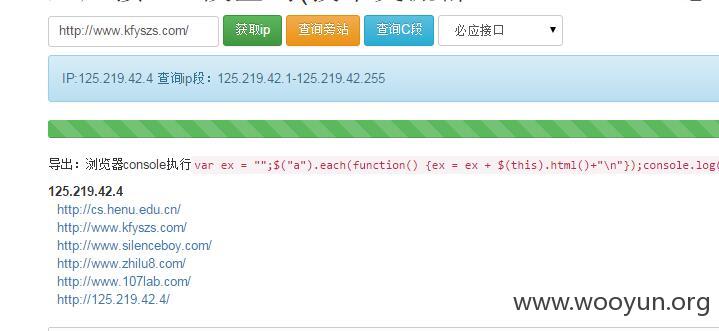 http://www.kfyszs.com/ 获取ip 查询旁站 查询C段 必应接口
IP:125.219.42.4 查询ip段：125.219.42.1-125.219.42.255
导出：浏览器console执行 var ex = "";$("a").each(function() {ex = ex + $(this).html()+"\n"});console.log(
125.219.42.4
http://cs.henu.edu.cn/
http://www.kfyszs.com/
http://www.silenceboy.com/
http://www.zhilu8.com/
http://www.107lab.com/
http://125.219.42.4/
www.wooyun.org